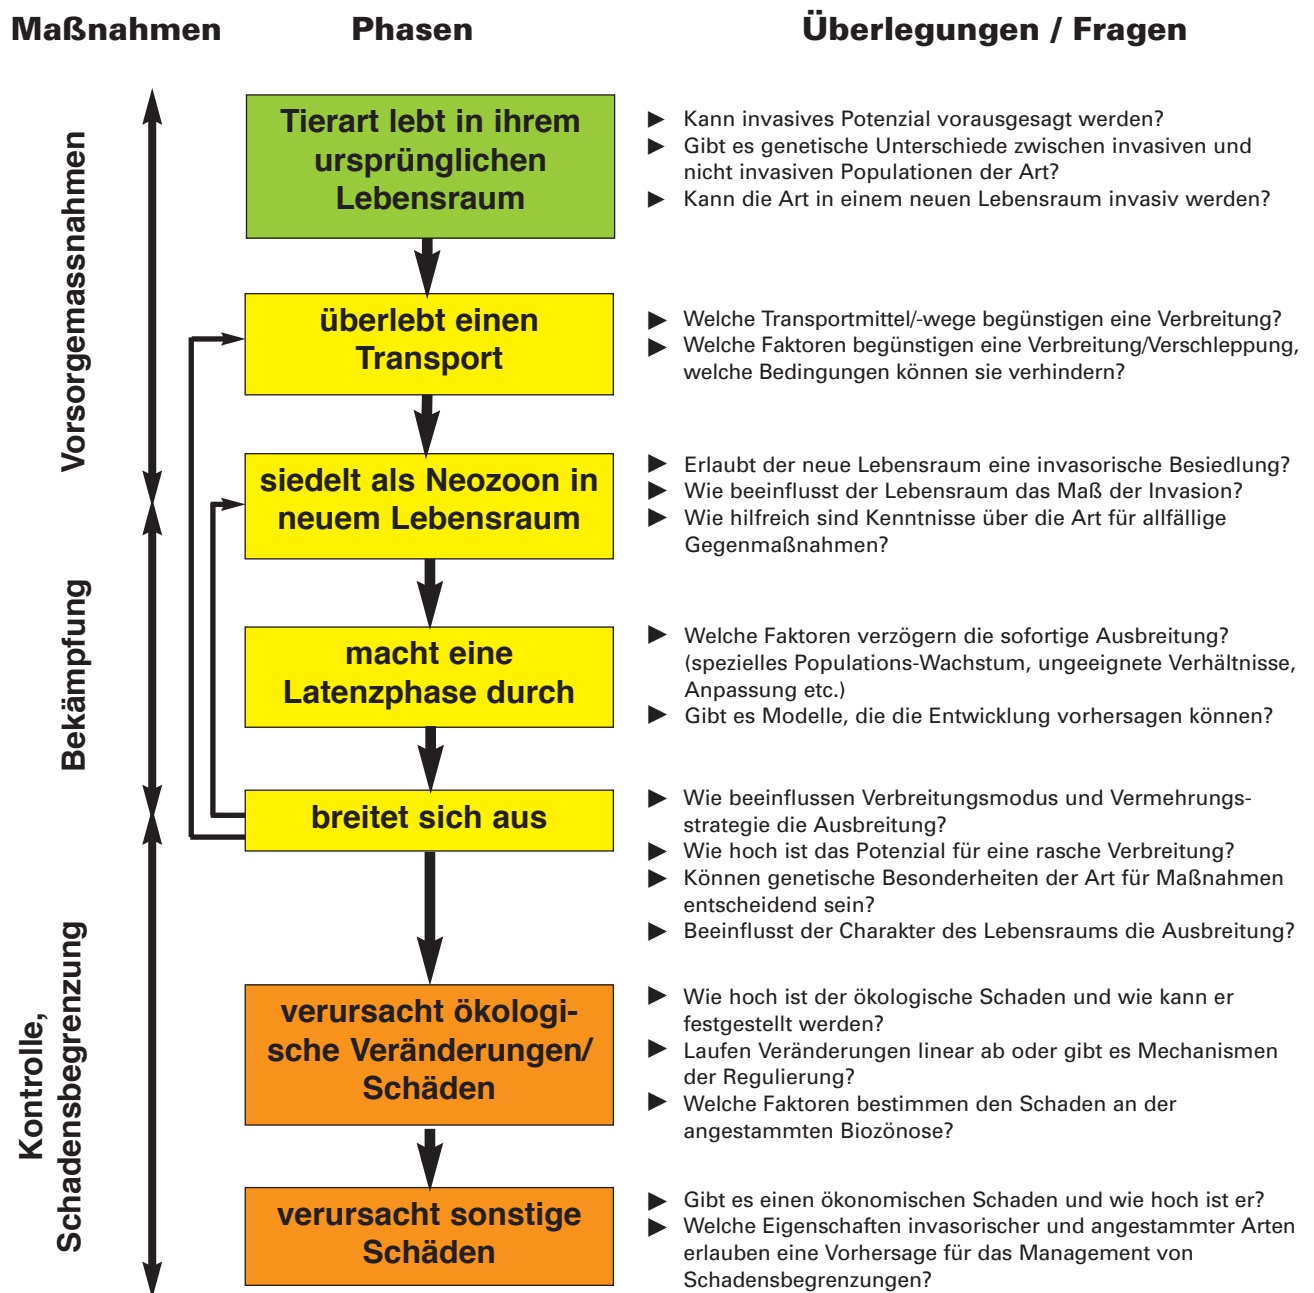 Maßnahmen
Phasen
Überlegungen / Fragen
Vorsorgemassnahmen
Tierart lebt in ihrem
ursprünglichen
Lebensraum
▶ Kann invasives Potenzial vorausgesagt werden?
▶ Gibt es genetische Unterschiede zwischen invasiven und
nicht invasiven Populationen der Art?
▶ Kann die Art in einem neuen Lebensraum invasiv werden?
überlebt einen
Transport
▶ Welche Transportmittel/-wege begünstigen eine Verbreitung?
▶ Welche Faktoren begünstigen eine Verbreitung/Verschleppung,
welche Bedingungen können sie verhindern?
siedelt als Neozoon in
neuem Lebensraum
▶ Erlaubt der neue Lebensraum eine invasorische Besiedlung?
▶ Wie beeinflusst der Lebensraum das Maß der Invasion?
▶ Wie hilfreich sind Kenntnisse über die Art für allfällige
Gegenmaßnahmen?
Bekämpfung
macht eine
Latenzphase durch
▶ Welche Faktoren verzögern die sofortige Ausbreitung?
(spezielles Populations-Wachstum, ungeeignete Verhältnisse,
Anpassung etc.)
▶ Gibt es Modelle, die die Entwicklung vorhersagen können?
breitet sich aus
▶ Wie beeinflussen Verbreitungsmodus und Vermehrungs-
strategie die Ausbreitung?
▶ Wie hoch ist das Potenzial für eine rasche Verbreitung?
▶ Können genetische Besonderheiten der Art für Maßnahmen
entscheidend sein?
▶ Beeinflusst der Charakter des Lebensraums die Ausbreitung?
Kontrolle,
Schadensbegrenzung
verursacht ökologi-
sche Veränderungen/
Schäden
▶ Wie hoch ist der ökologische Schaden und wie kann er
festgestellt werden?
▶ Laufen Veränderungen linear ab oder gibt es Mechanismen
der Regulierung?
▶ Welche Faktoren bestimmen den Schaden an der
angestammten Biozönose?
verursacht sonstige
Schäden
▶ Gibt es einen ökonomischen Schaden und wie hoch ist er?
▶ Welche Eigenschaften invasorischer und angestammter Arten
erlauben eine Vorhersage für das Management von
Schadensbegrenzungen?